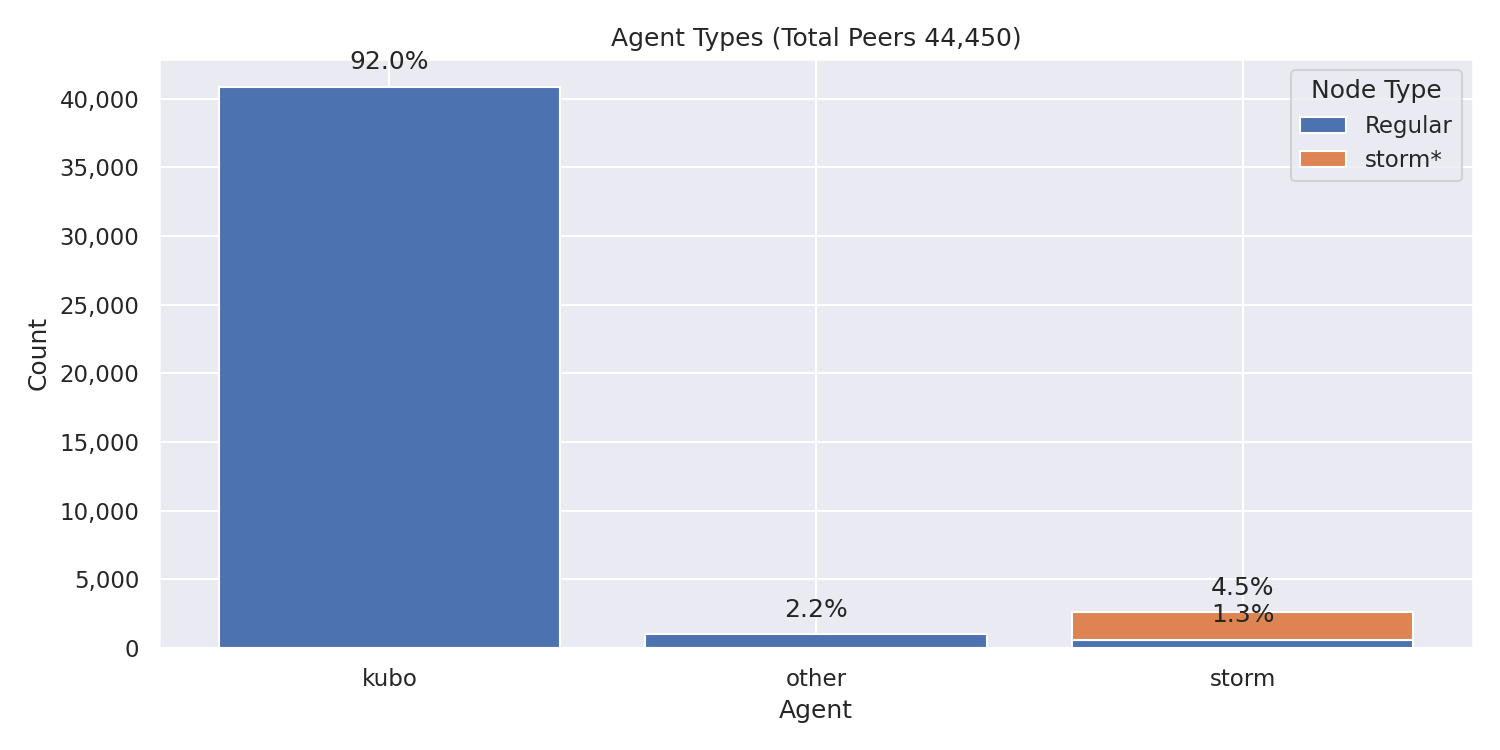 Agent Types (Total Peers 44,450)
92.0%
Node Type
Regular
storm*
40,000
35,000
30,000
25,000
20,000
15,000
10,000
5,000
0
Count
2.2%
4.5%
1.3%
kubo
other
storm
Agent